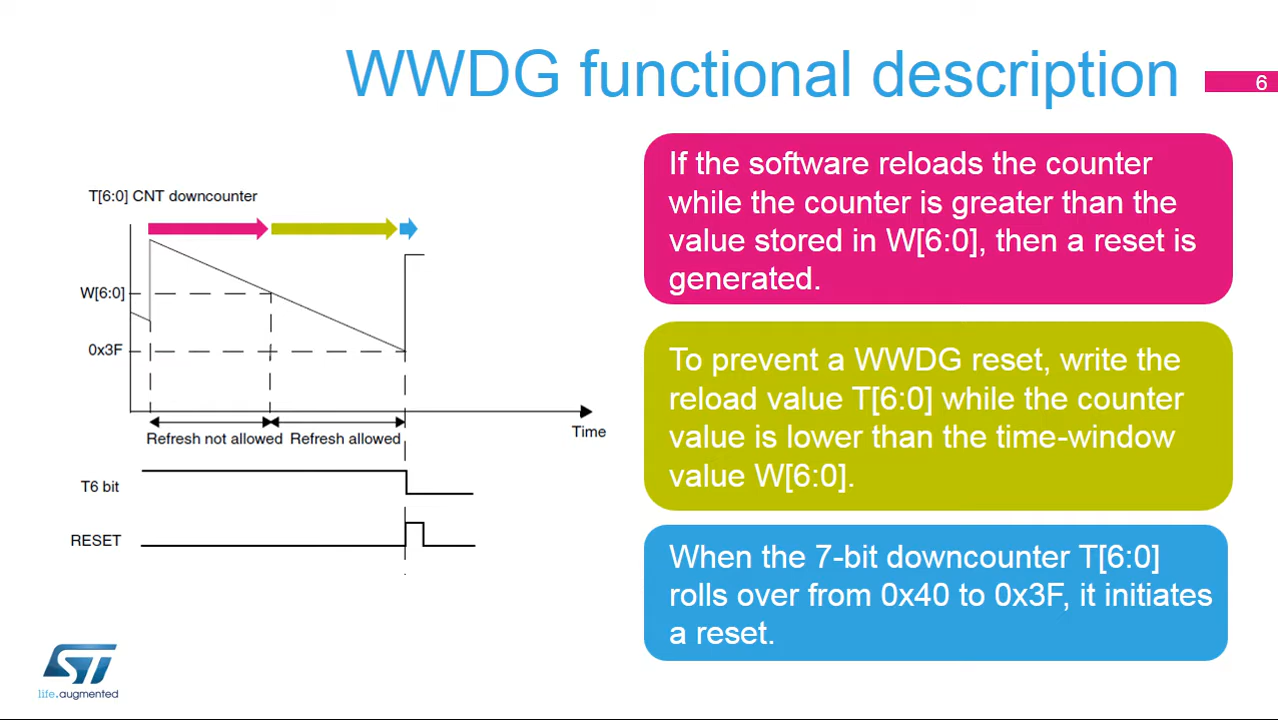 WWDG functional description
6
T[6:0] CNT downcounter
W[6:0]
0x3F
Refresh not allowed
Refresh allowed
Time
T6 bit
RESET
If the software reloads the counter
while the counter is greater than the
value stored in W[6:0], then a reset is
generated.
To prevent a WWDG reset, write the
reload value T[6:0] while the counter
value is lower than the time-window
value W[6:0].
When the 7-bit downcounter T[6:0]
rolls over from 0x40 to 0x3F, it initiates
a reset.
ST
life.augmented